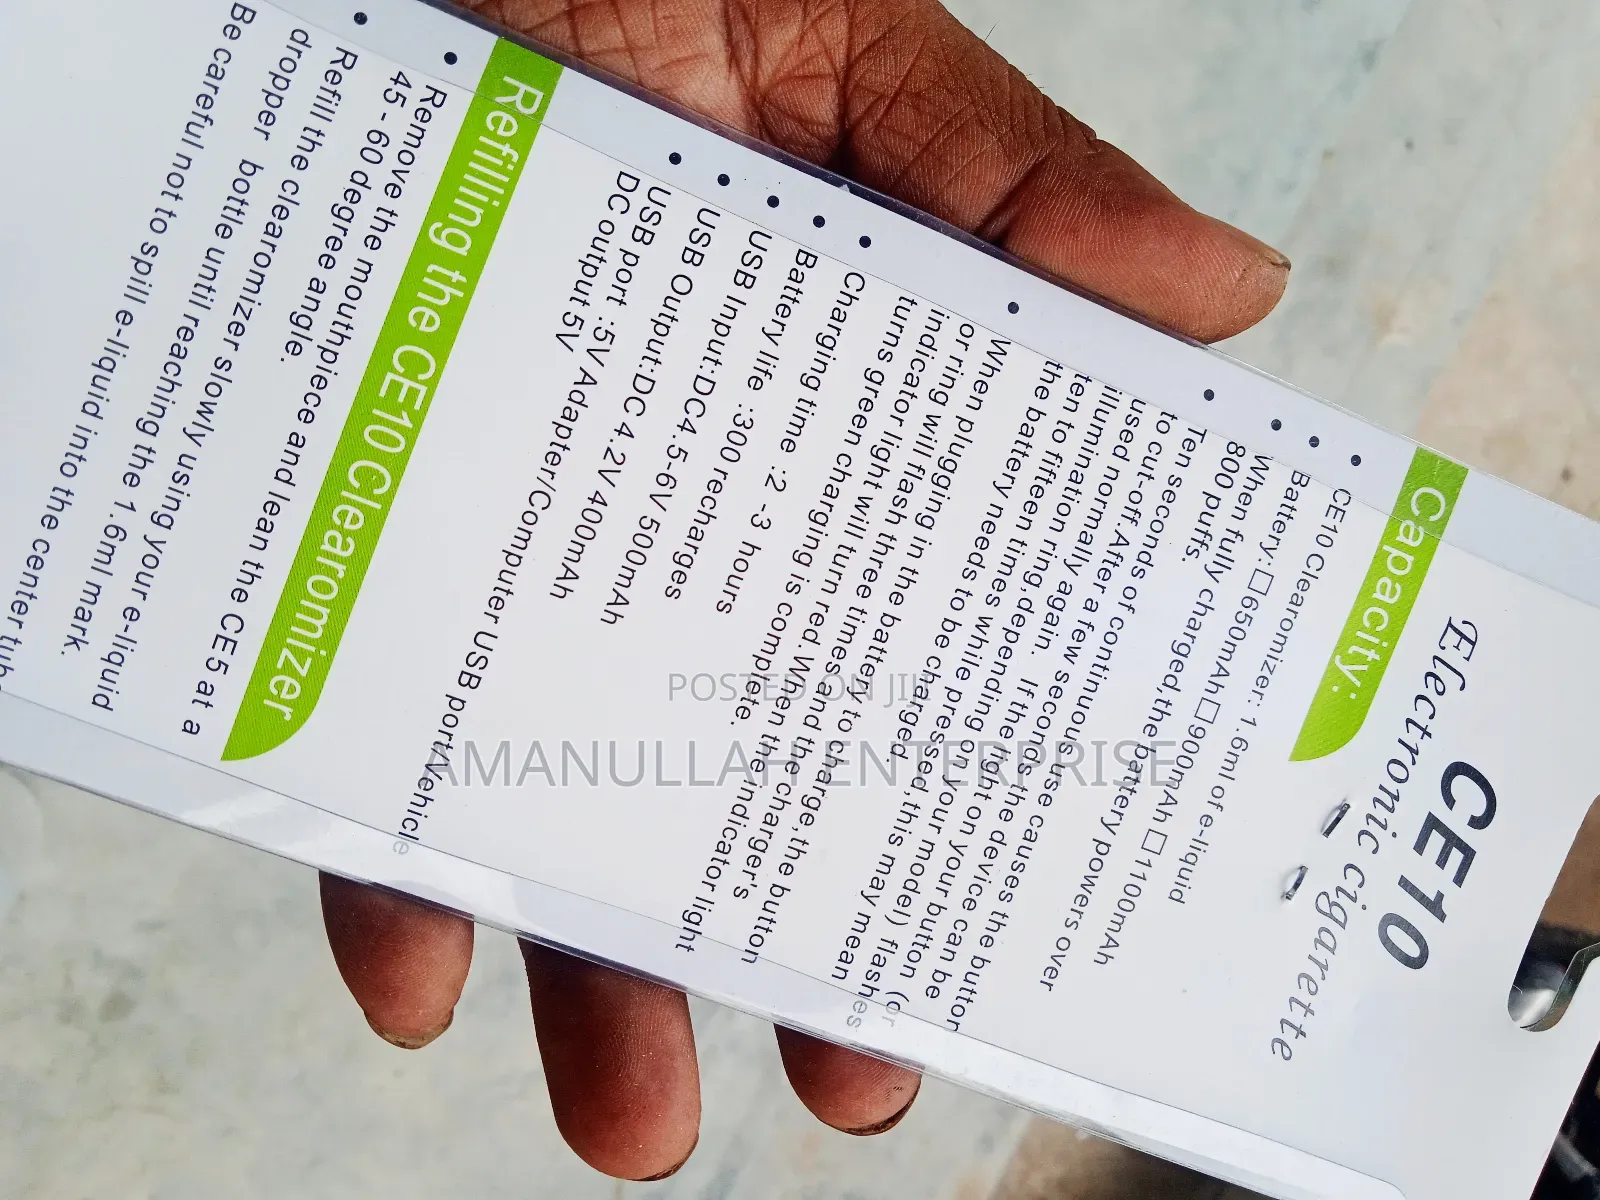 CE10
Electronic cigarette
Capacity:
CE10 Clearomizer: 1.6ml of e-liquid
Battery: □650mAh □900mAh □1100mAh
When fully charged,the battery powers over
800 puffs.
Ten seconds of continuous use causes the button
to cut-off.After a few seconds,the device can be
used normally again. If the light on your button (or
illumination ring,depending on your model) flashes
ten to fifteen times while pressed ,this may mean
the battery needs to be charged.
When plugging in the battery to charge,the button
or ring will flash three times,and the charger's
indicator light will turn red.When the indicator light
turns green charging is complete.
Charging time :2 -3 hours
Battery life :300 recharges
USB Input:DC4.5-6V 500mAh
USB Output:DC 4.2V 400mAh
USB port :5V Adapter/Computer USB port/Vehicle
DC output 5V
Refilling the CE10 Clearomizer
Remove the mouthpiece and lean the CE5 at a
45 - 60 degree angle.
Refill the clearomizer slowly using your e-liquid
dropper bottle until reaching the 1.6ml mark.
Be careful not to spill e-liquid into the center tube
POSTED ON JIJI
AMANULLAH ENTERPRISE